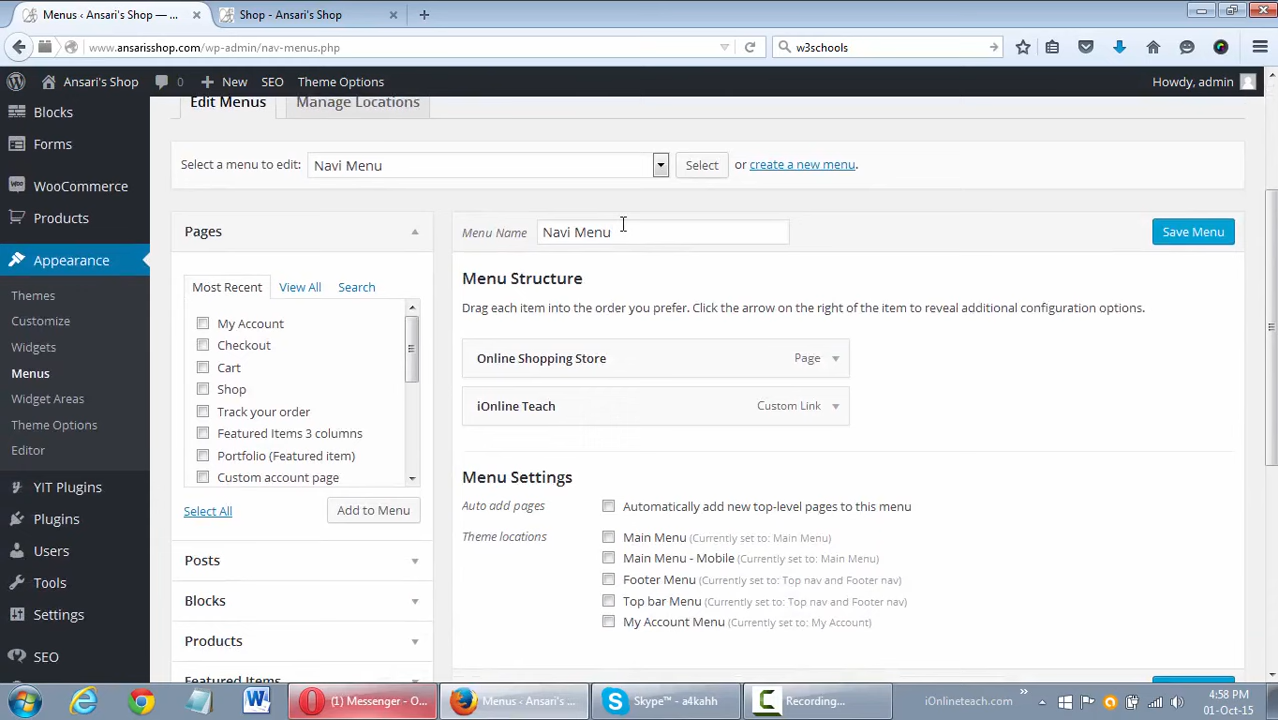 Menus ‹ Ansari's Shop — ...
Shop - Ansari's Shop
www.ansarisshop.com/wp-admin/nav-menus.php
w3schools
Ansari's Shop
0
New
SEO
Theme Options
Howdy, admin
Blocks
Forms
WooCommerce
Products
Appearance
Themes
Customize
Widgets
Menus
Widget Areas
Theme Options
Editor
YIT Plugins
Plugins
Users
Tools
Settings
SEO
Edit Menus
Manage Locations
Select a menu to edit:
Navi Menu
Select
or create a new menu.
Pages
Most Recent
View All
Search
My Account
Checkout
Cart
Shop
Track your order
Featured Items 3 columns
Portfolio (Featured item)
Custom account page
Select All
Add to Menu
Posts
Blocks
Products
Featured Items
Menu Name
Navi Menu
Save Menu
Menu Structure
Drag each item into the order you prefer. Click the arrow on the right of the item to reveal additional configuration options.
Online Shopping Store
Page
iOnline Teach
Custom Link
Menu Settings
Auto add pages
Automatically add new top-level pages to this menu
Theme locations
Main Menu (Currently set to: Main Menu)
Main Menu - Mobile (Currently set to: Main Menu)
Footer Menu (Currently set to: Top nav and Footer nav)
Top bar Menu (Currently set to: Top nav and Footer nav)
My Account Menu (Currently set to: My Account)
(1) Messenger - O...
Menus ‹ Ansari's ...
Skype™ - a4kahh
Recording...
iOnlineteach.com
4:58 PM
01-Oct-15